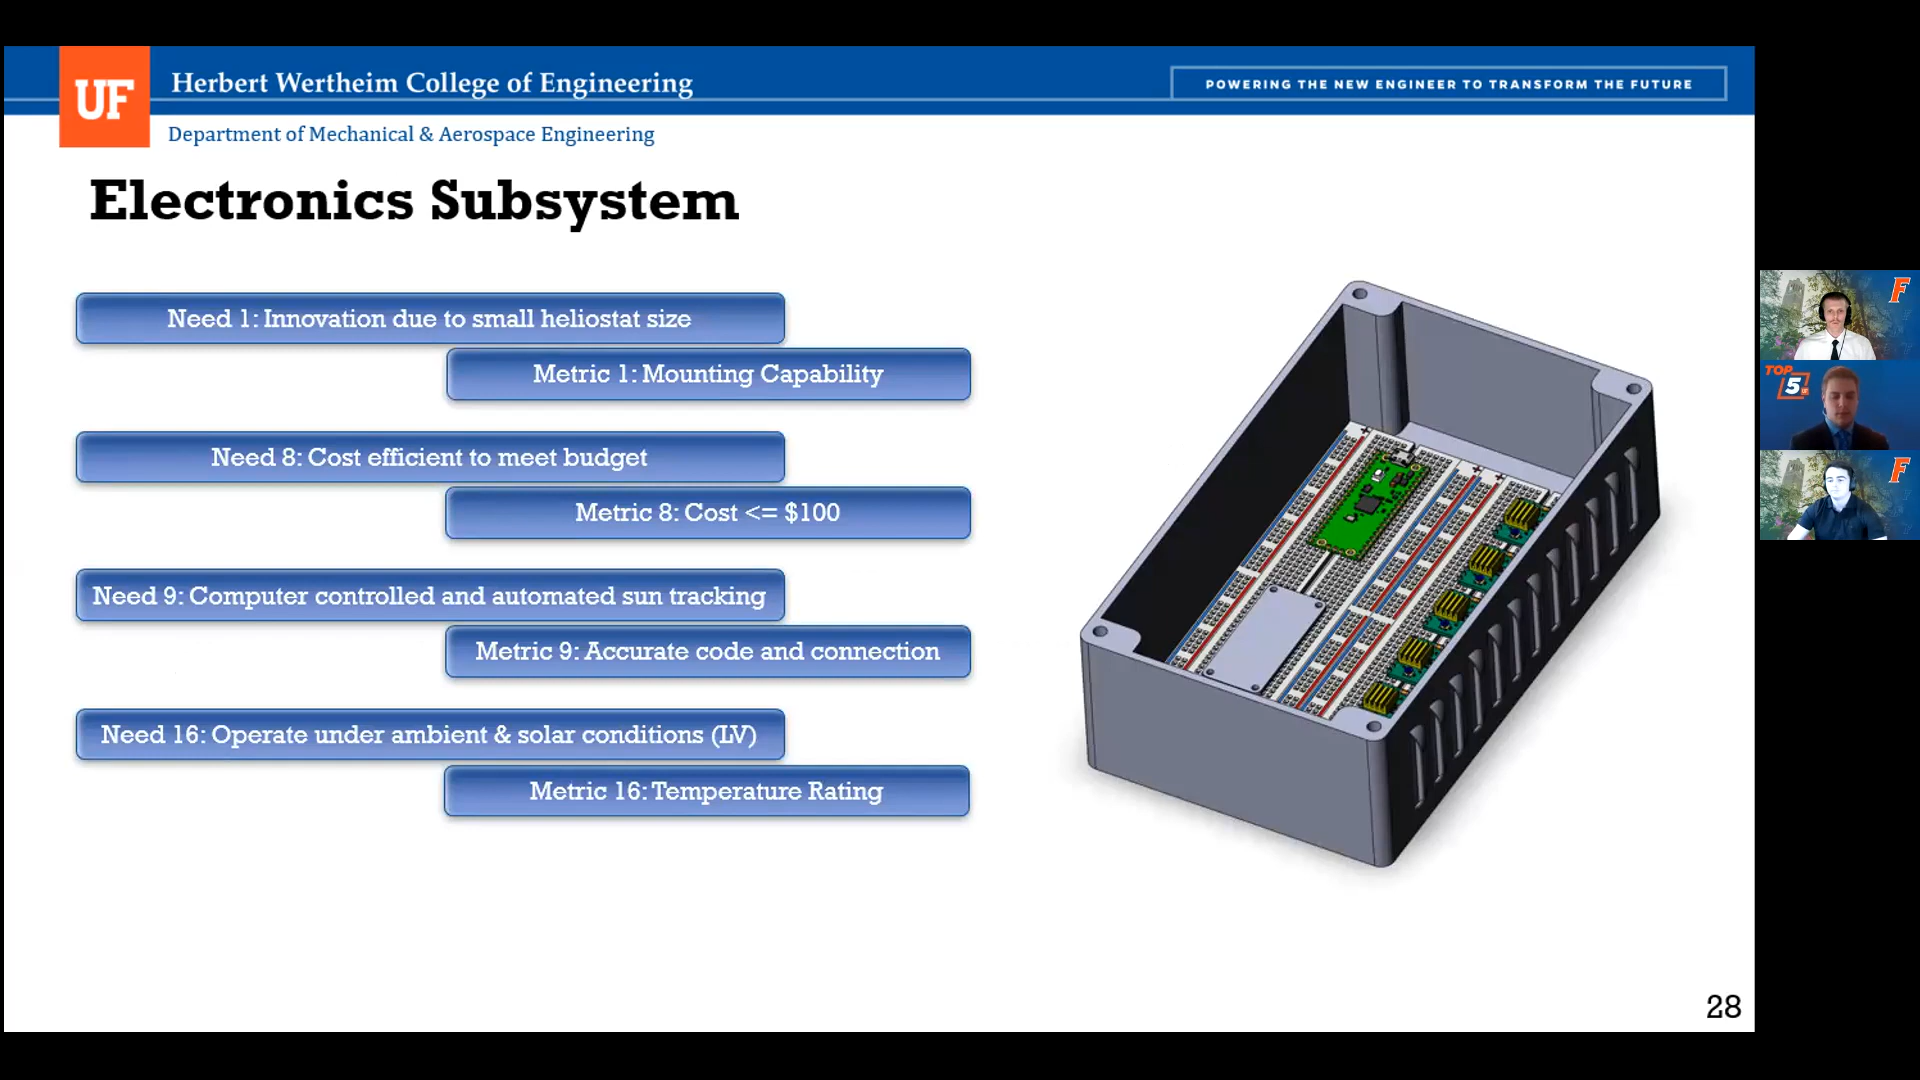 UF
Herbert Wertheim College of Engineering
POWERING THE NEW ENGINEER TO TRANSFORM THE FUTURE
Department of Mechanical & Aerospace Engineering
Electronics Subsystem
Need 1: Innovation due to small heliostat size
Metric 1: Mounting Capability
Need 8: Cost efficient to meet budget
Metric 8: Cost <= $100
Need 9: Computer controlled and automated sun tracking
Metric 9: Accurate code and connection
Need 16: Operate under ambient & solar conditions (LV)
Metric 16: Temperature Rating
F
TOP
5
F
28